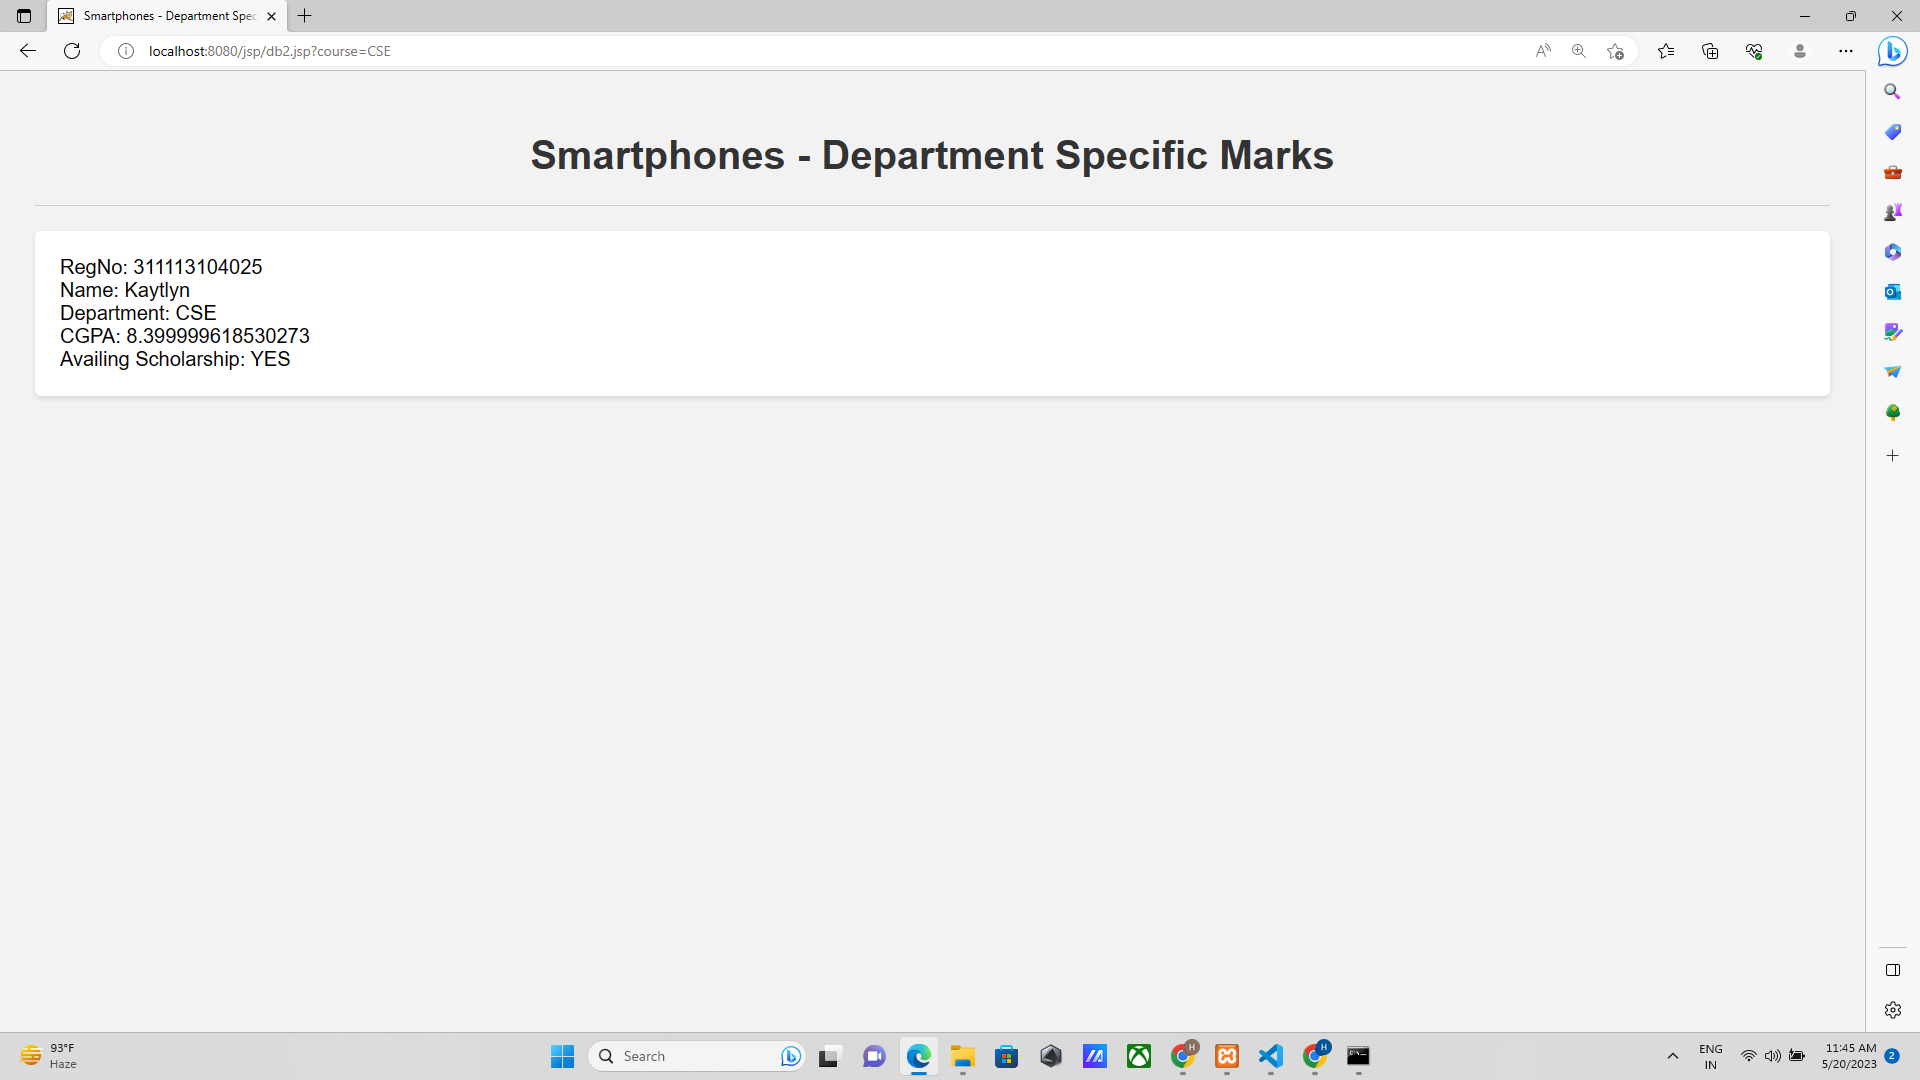 Smartphones - Department Spec
localhost:8080/jsp/db2.jsp?course=CSE
Smartphones - Department Specific Marks
RegNo: 311113104025
Name: Kaytlyn
Department: CSE
CGPA: 8.399999618530273
Availing Scholarship: YES
93°F
Haze
Search
H
H
ENG
IN
11:45 AM
5/20/2023
2